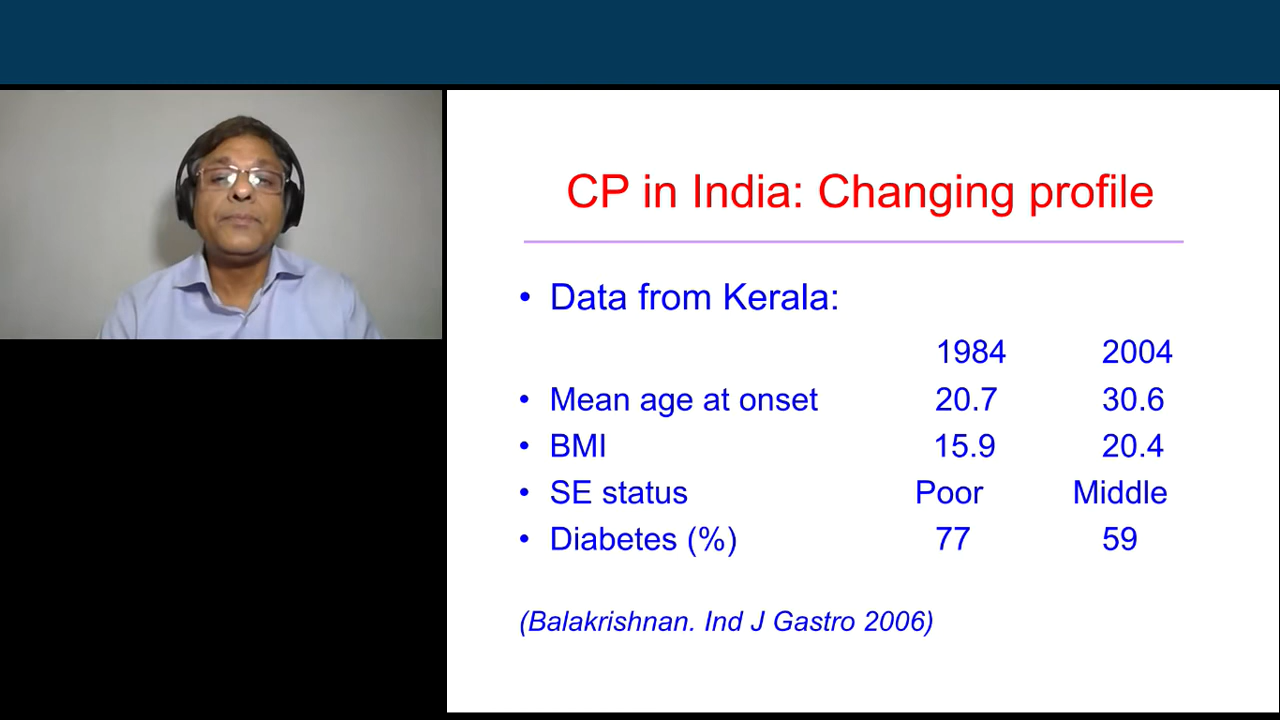 CP in India: Changing profile
• Data from Kerala:
1984 2004
• Mean age at onset 20.7 30.6
• BMI 15.9 20.4
• SE status Poor Middle
• Diabetes (%) 77 59
(Balakrishnan. Ind J Gastro 2006)